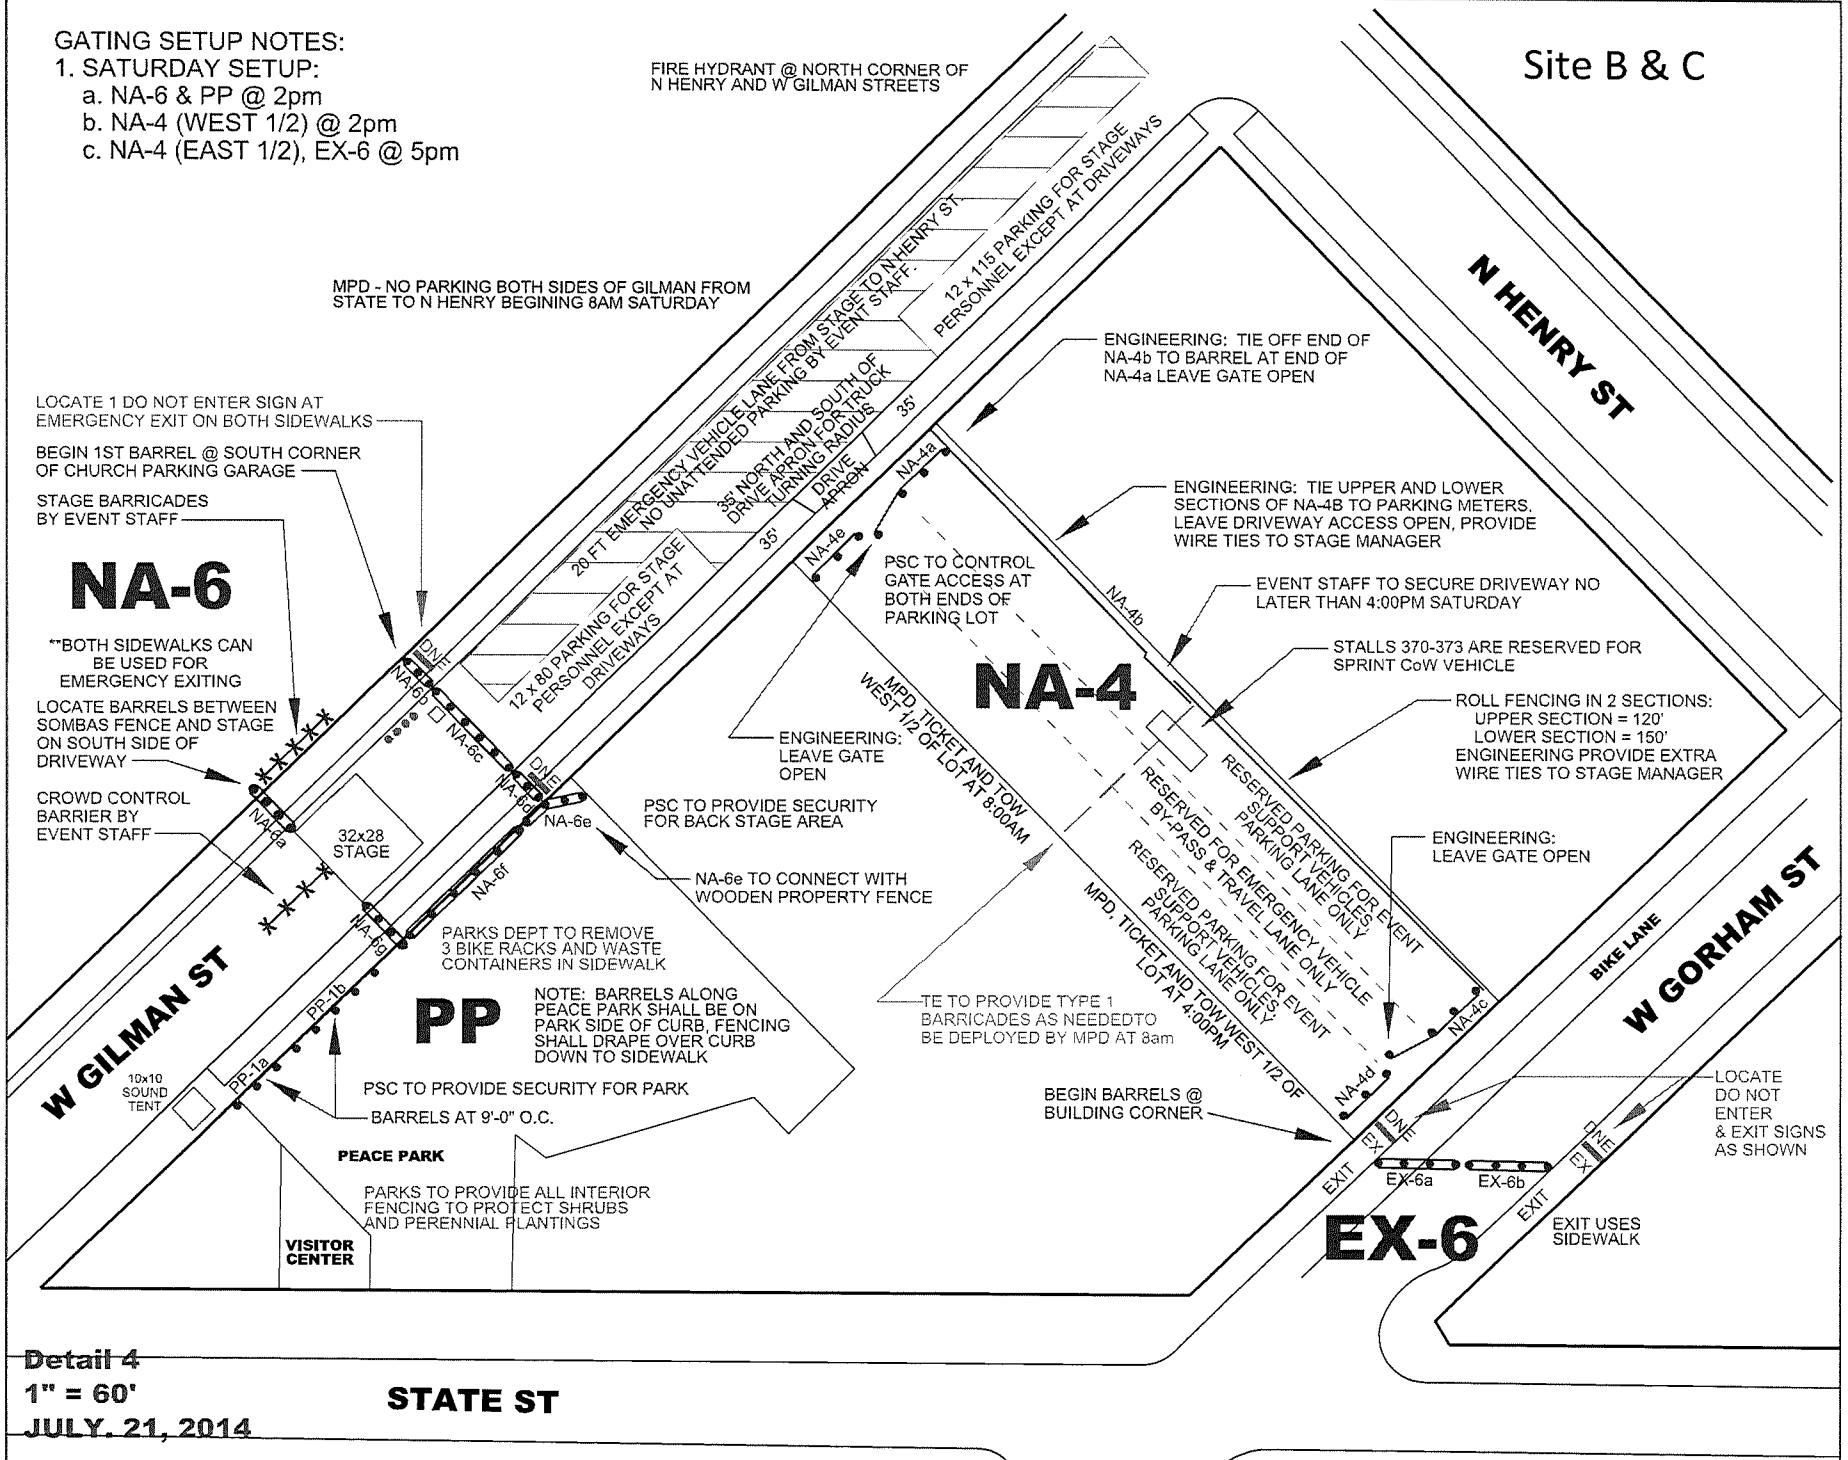 GATING SETUP NOTES:
1. SATURDAY SETUP:
a. NA-6 & PP @ 2pm
b. NA-4 (WEST 1/2) @ 2pm
c. NA-4 (EAST 1/2), EX-6 @ 5pm
FIRE HYDRANT @ NORTH CORNER OF
N HENRY AND W GILMAN STREETS
Site B & C
MPD - NO PARKING BOTH SIDES OF GILMAN FROM
STATE TO N HENRY BEGINING 8AM SATURDAY
20 FT EMERGENCY VEHICLE LANE FROM STAGE TO N HENRY ST.
NO UNATTENDED PARKING BY EVENT STAFF.
12 x 115 PARKING FOR STAGE
PERSONNEL EXCEPT AT DRIVEWAYS
35' NORTH AND SOUTH OF
DRIVE APRON FOR TRUCK
TURNING RADIUS
35'
DRIVE
APRON
35'
12 x 80 PARKING FOR STAGE
PERSONNEL EXCEPT AT
DRIVEWAYS
N HENRY ST
ENGINEERING: TIE OFF END OF
NA-4b TO BARREL AT END OF
NA-4a LEAVE GATE OPEN
LOCATE 1 DO NOT ENTER SIGN AT
EMERGENCY EXIT ON BOTH SIDEWALKS
BEGIN 1ST BARREL @ SOUTH CORNER
OF CHURCH PARKING GARAGE
STAGE BARRICADES
BY EVENT STAFF
NA-6
**BOTH SIDEWALKS CAN
BE USED FOR
EMERGENCY EXITING
LOCATE BARRELS BETWEEN
SOMBAS FENCE AND STAGE
ON SOUTH SIDE OF
DRIVEWAY
CROWD CONTROL
BARRIER BY
EVENT STAFF
NA-4a
NA-4e
ENGINEERING: TIE UPPER AND LOWER
SECTIONS OF NA-4B TO PARKING METERS.
LEAVE DRIVEWAY ACCESS OPEN, PROVIDE
WIRE TIES TO STAGE MANAGER
PSC TO CONTROL
GATE ACCESS AT
BOTH ENDS OF
PARKING LOT
NA-4b
EVENT STAFF TO SECURE DRIVEWAY NO
LATER THAN 4:00PM SATURDAY
STALLS 370-373 ARE RESERVED FOR
SPRINT CoW VEHICLE
NA-4
ROLL FENCING IN 2 SECTIONS:
UPPER SECTION = 120'
LOWER SECTION = 150'
ENGINEERING PROVIDE EXTRA
WIRE TIES TO STAGE MANAGER
DNE
NA-6b
NA-6c
DNE
NA-6d
NA-6e
NA-6a
32x28
STAGE
NA-6f
NA-6g
ENGINEERING:
LEAVE GATE
OPEN
MPD, TICKET AND TOW
WEST 1/2 OF LOT AT 8:00AM
PSC TO PROVIDE SECURITY
FOR BACK STAGE AREA
RESERVED PARKING FOR EVENT
SUPPORT VEHICLES,
PARKING LANE ONLY
RESERVED FOR EMERGENCY VEHICLE
BY-PASS & TRAVEL LANE ONLY
RESERVED PARKING FOR EVENT
SUPPORT VEHICLES,
PARKING LANE ONLY
ENGINEERING:
LEAVE GATE OPEN
NA-6e TO CONNECT WITH
WOODEN PROPERTY FENCE
MPD, TICKET AND TOW WEST 1/2 OF
LOT AT 4:00PM
BIKE LANE
W GORHAM ST
PARKS DEPT TO REMOVE
3 BIKE RACKS AND WASTE
CONTAINERS IN SIDEWALK
PP
NOTE: BARRELS ALONG
PEACE PARK SHALL BE ON
PARK SIDE OF CURB, FENCING
SHALL DRAPE OVER CURB
DOWN TO SIDEWALK
W GILMAN ST
PP-1b
PP-1a
10x10
SOUND
TENT
PSC TO PROVIDE SECURITY FOR PARK
BARRELS AT 9'-0" O.C.
TE TO PROVIDE TYPE 1
BARRICADES AS NEEDEDTO
BE DEPLOYED BY MPD AT 8am
NA-4c
NA-4d
BEGIN BARRELS @
BUILDING CORNER
LOCATE
DO NOT
ENTER
& EXIT SIGNS
AS SHOWN
DNE
EX
EXIT
DNE
EX
EXIT
EX-6a
EX-6b
EX-6
EXIT USES
SIDEWALK
PEACE PARK
PARKS TO PROVIDE ALL INTERIOR
FENCING TO PROTECT SHRUBS
AND PERENNIAL PLANTINGS
VISITOR
CENTER
Detail 4
1" = 60'
JULY. 21, 2014
STATE ST